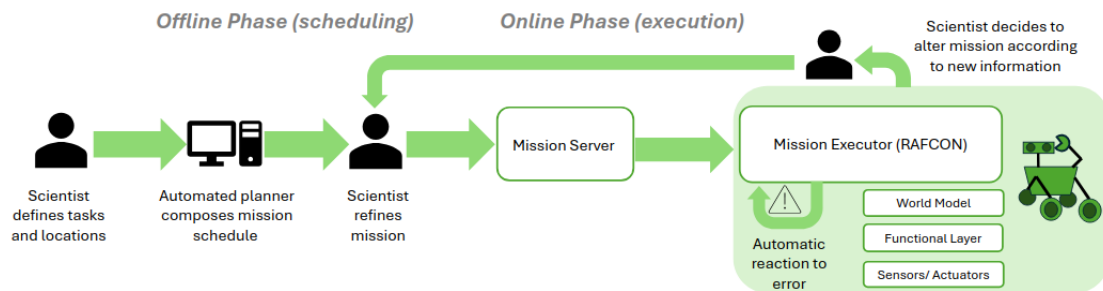 Offline Phase (scheduling)
Online Phase (execution)
Scientist decides to
alter mission according
to new information
Scientist
defines tasks
and locations
Automated planner
composes mission
schedule
Scientist
refines
mission
Mission Server
Mission Executor (RAFCON)
Automatic
reaction to
error
World Model
Functional Layer
Sensors/ Actuators